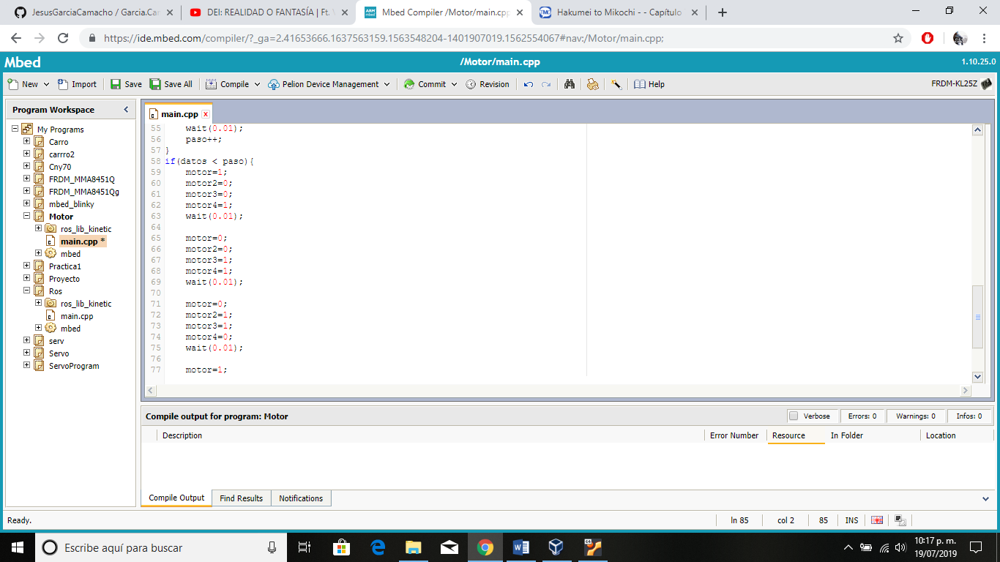 JesusGarciaCamacho / Garcia.Car
DEI: REALIDAD O FANTASÍA | Ft. V
Mbed Compiler /Motor/main.cpp
Hakumei to Mikochi - - Capítulo
https://ide.mbed.com/compiler/?_ga=2.41653666.1637563159.1563548204-1401907019.1562554067#nav:/Motor/main.cpp;
Mbed /Motor/main.cpp 1.10.25.0
New Import Save Save All Compile Pelion Device Management Commit Revision Help FRDM-KL25Z
Program Workspace
My Programs
Carro
carrro2
Cny70
FRDM_MMA8451Q
FRDM_MMA8451Qg
mbed_blinky
Motor
ros_lib_kinetic
main.cpp *
mbed
Practica1
Proyecto
Ros
ros_lib_kinetic
main.cpp
mbed
serv
Servo
ServoProgram
main.cpp x
55 wait(0.01);
56 paso++;
57 }
58 if(datos < paso){
59 motor=1;
60 motor2=0;
61 motor3=0;
62 motor4=1;
63 wait(0.01);
64
65 motor=0;
66 motor2=0;
67 motor3=1;
68 motor4=1;
69 wait(0.01);
70
71 motor=0;
72 motor2=1;
73 motor3=1;
74 motor4=0;
75 wait(0.01);
76
77 motor=1;
Compile output for program: Motor Verbose Errors: 0 Warnings: 0 Infos: 0
Description Error Number Resource In Folder Location
Compile Output Find Results Notifications
Ready. ln 85 col 2 85 INS
Escribe aquí para buscar
10:17 p. m.
19/07/2019